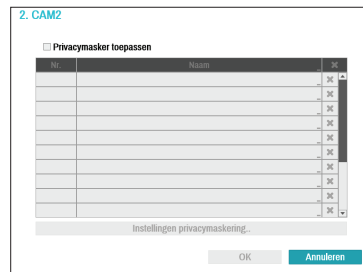 2. CAM2
Privacymasker toepassen
Nr. Naam
Instellingen privacymaskering..
OK Annuleren